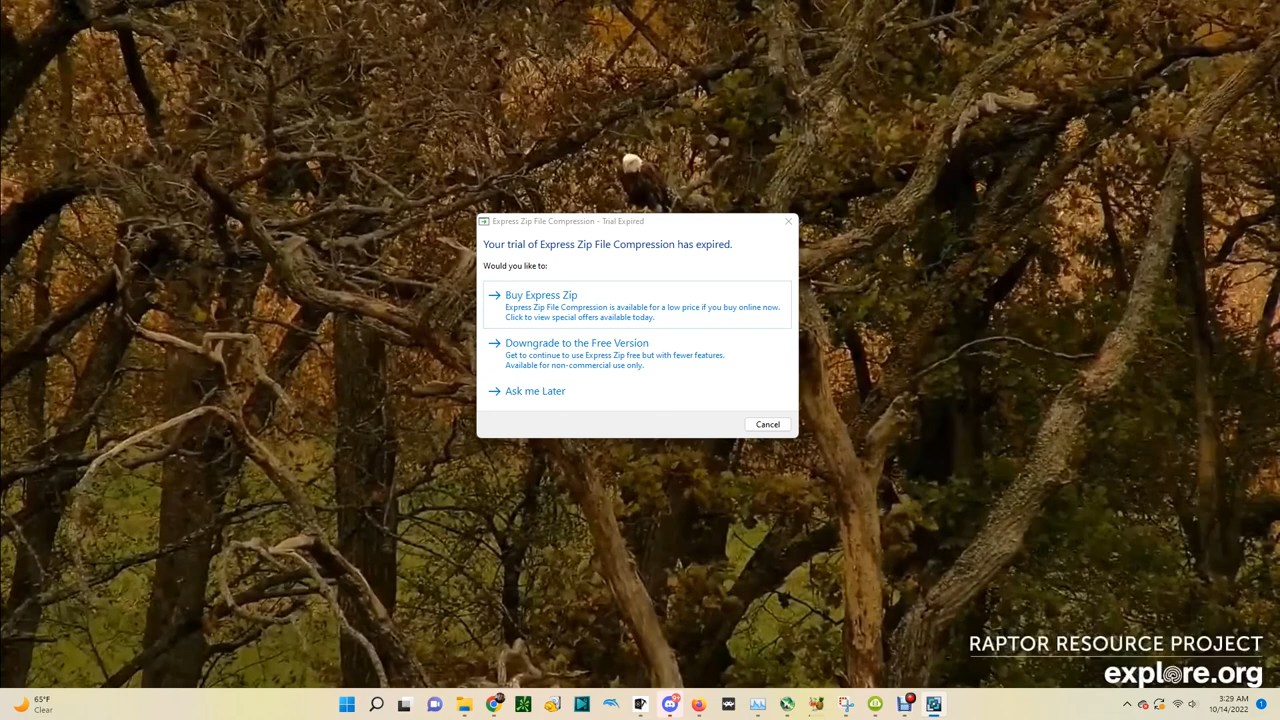 Express Zip File Compression - Trial Expired
Your trial of Express Zip File Compression has expired.
Would you like to:
Buy Express Zip
Express Zip File Compression is available for a low price if you buy online now.
Click to view special offers available today.
Downgrade to the Free Version
Get to continue to use Express Zip free but with fewer features.
Available for non-commercial use only.
Ask me Later
Cancel
RAPTOR RESOURCE PROJECT
explore.org
65°F
Clear
9+
3:29 AM
10/14/2022
1